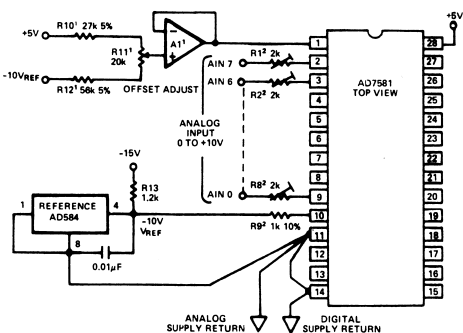 R10¹ 27k 5%
+5V
R11¹
20k
A1¹
−
+
-10VREF
R12¹ 56k 5%
OFFSET ADJUST
R1² 2k
AIN 7
AIN 6
R2² 2k
ANALOG
INPUT
0 TO +10V
AIN 0
R8² 2k
R9² 1k 10%
-15V
R13
1.2k
REFERENCE
AD584
1
4
8
-10V
VREF
0.01μF
AD7581
TOP VIEW
+5
1
2
3
4
5
6
7
8
9
10
11
12
13
14
28
27
26
25
24
23
22
21
20
19
18
17
16
15
ANALOG
SUPPLY RETURN
DIGITAL
SUPPLY RETURN